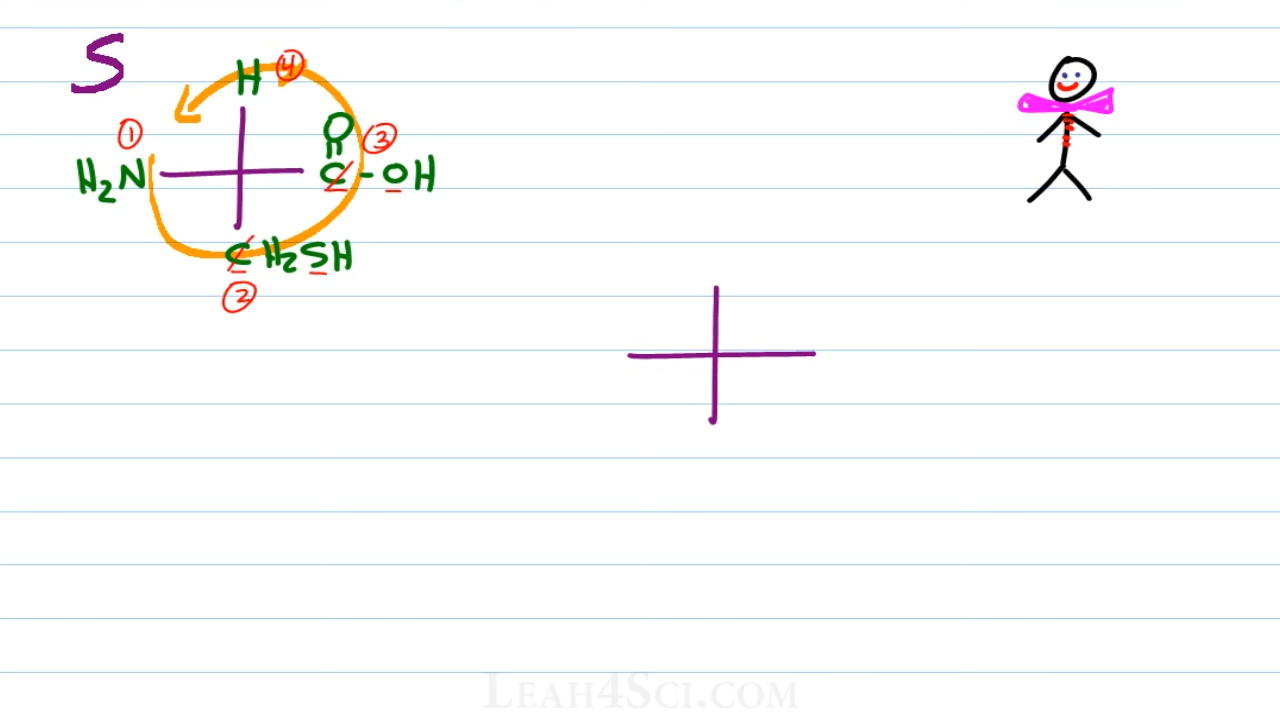 S
H ④
O ③
①
H₂N C-OH
CH₂SH
②
LEAH4SCI.COM